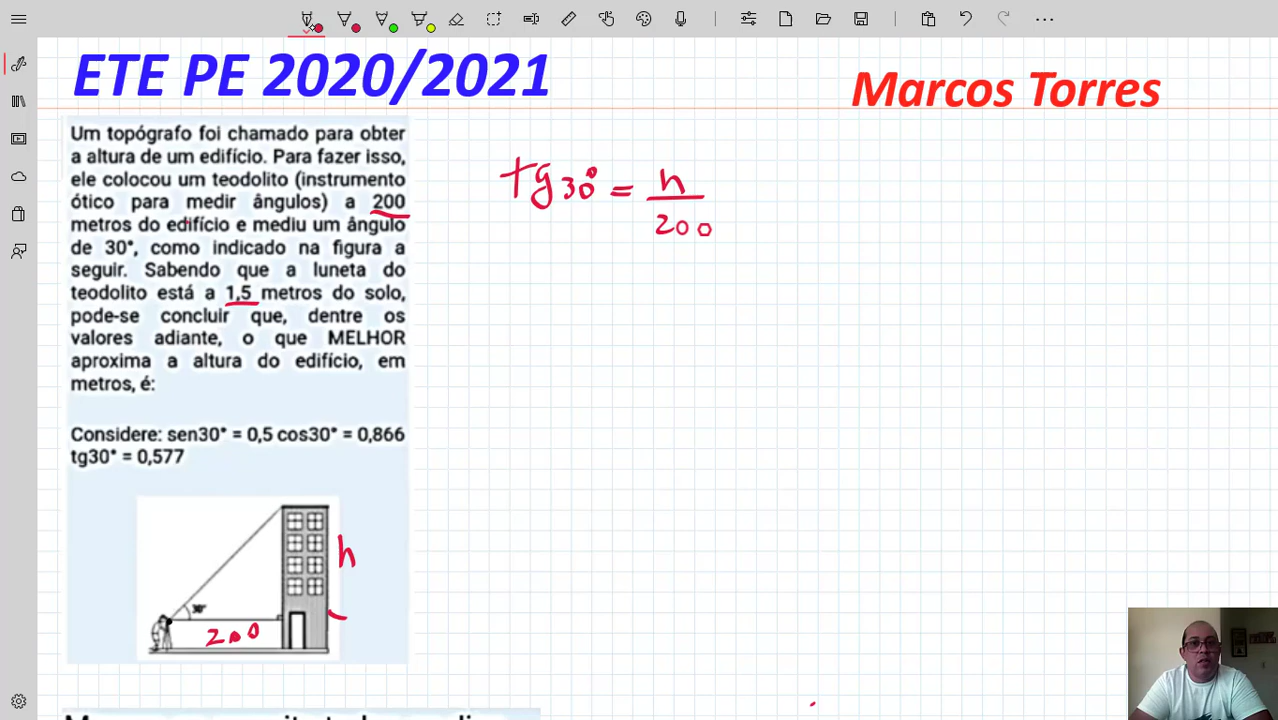 ETE PE 2020/2021
Marcos Torres
Um topógrafo foi chamado para obter
a altura de um edifício. Para fazer isso,
ele colocou um teodolito (instrumento
ótico para medir ângulos) a 200
metros do edifício e mediu um ângulo
de 30°, como indicado na figura a
seguir. Sabendo que a luneta do
teodolito está a 1,5 metros do solo,
pode-se concluir que, dentre os
valores adiante, o que MELHOR
aproxima a altura do edifício, em
metros, é:
Considere: sen30° = 0,5 cos30° = 0,866
tg30° = 0,577
tg 30° = h
200
h
30°
200